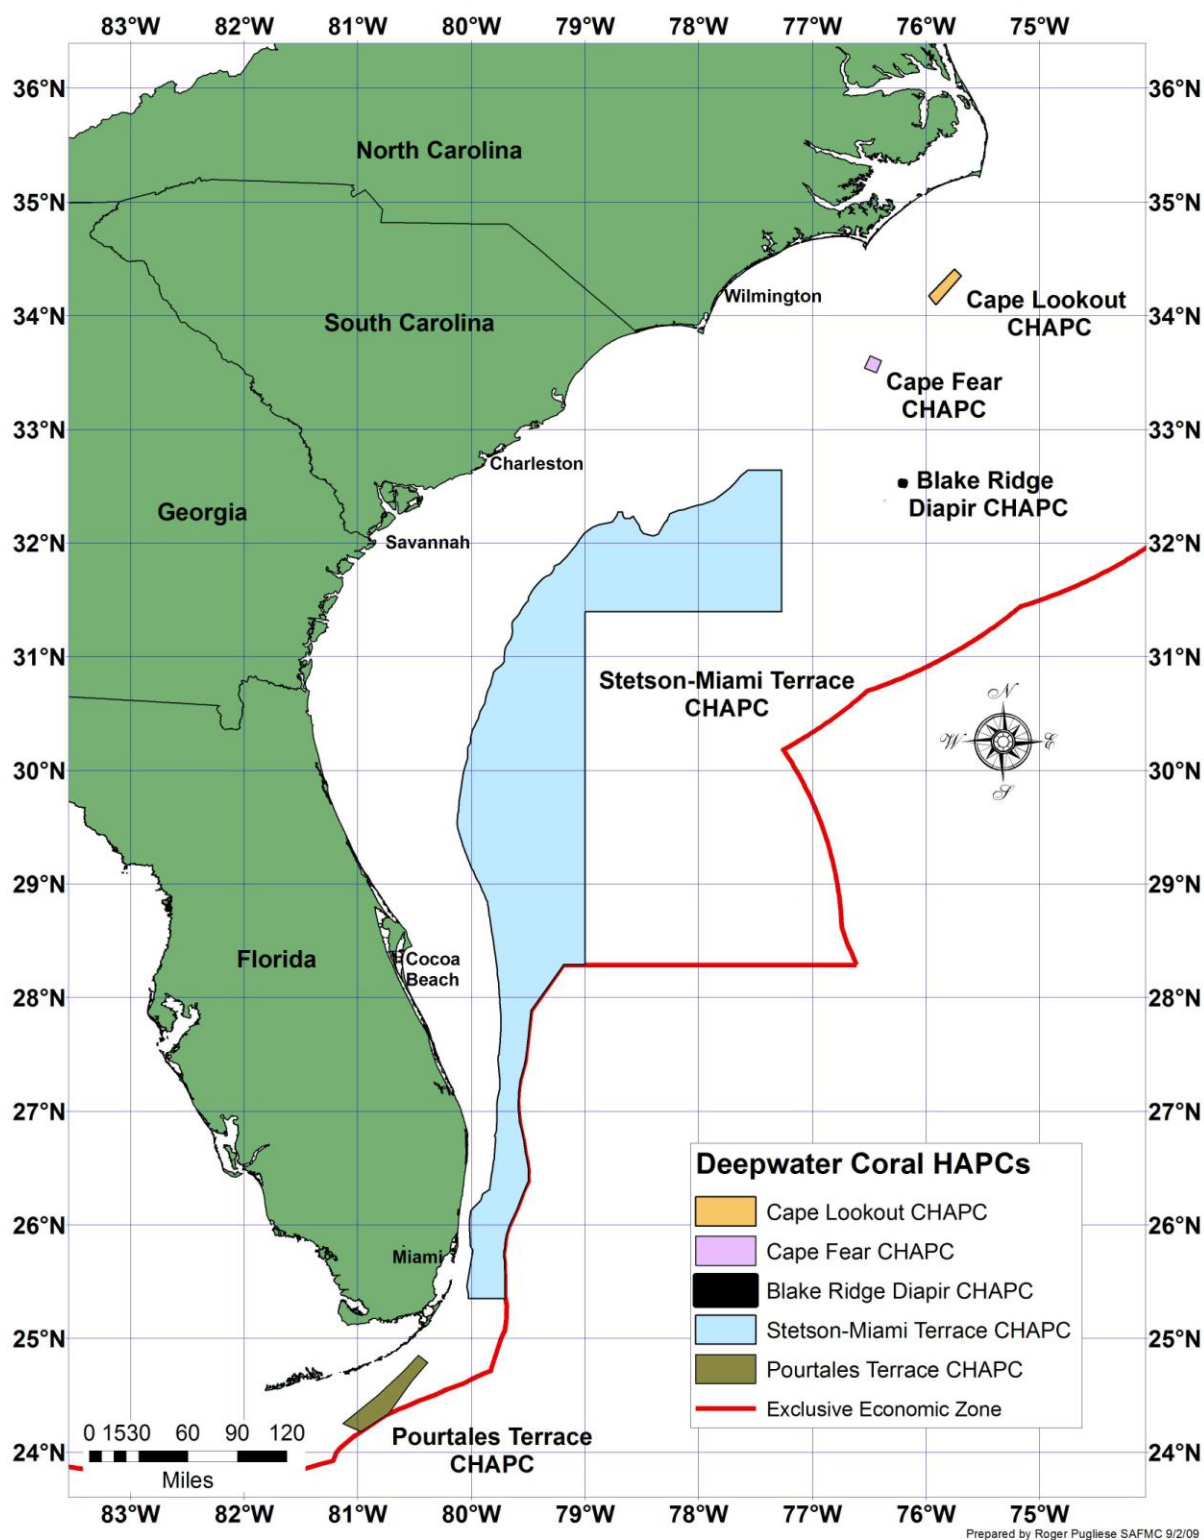 83°W 82°W 81°W 80°W 79°W 78°W 77°W 76°W 75°W
36°N 36°N
North Carolina
35°N 35°N
Wilmington
Cape Lookout
CHAPC
South Carolina
34°N 34°N
Cape Fear
CHAPC
33°N 33°N
Charleston
Blake Ridge
Diapir CHAPC
Georgia
Savannah
32°N 32°N
31°N 31°N
Stetson-Miami Terrace
CHAPC
N
W E
S
30°N 30°N
29°N 29°N
Florida
Cocoa
Beach
28°N 28°N
27°N 27°N
Deepwater Coral HAPCs
Cape Lookout CHAPC
Cape Fear CHAPC
Blake Ridge Diapir CHAPC
Stetson-Miami Terrace CHAPC
Pourtales Terrace CHAPC
Exclusive Economic Zone
26°N 26°N
Miami
25°N 25°N
0 15 30 60 90 120
Miles
Pourtales Terrace
CHAPC
24°N 24°N
83°W 82°W 81°W 80°W 79°W 78°W 77°W 76°W 75°W
Prepared by Roger Pugliese SAFMC 9/2/09